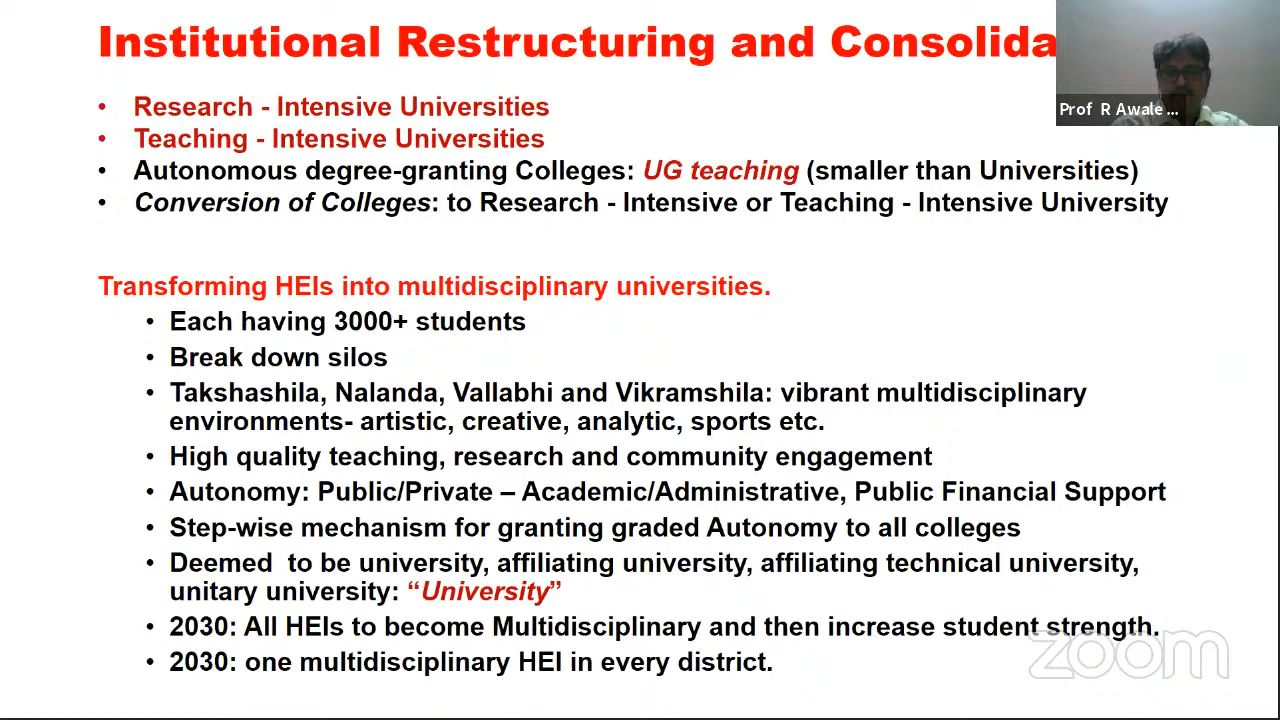 Institutional Restructuring and Consolida
Prof R Awale ...
• Research - Intensive Universities
• Teaching - Intensive Universities
• Autonomous degree-granting Colleges: UG teaching (smaller than Universities)
• Conversion of Colleges: to Research - Intensive or Teaching - Intensive University
Transforming HEIs into multidisciplinary universities.
• Each having 3000+ students
• Break down silos
• Takshashila, Nalanda, Vallabhi and Vikramshila: vibrant multidisciplinary
environments- artistic, creative, analytic, sports etc.
• High quality teaching, research and community engagement
• Autonomy: Public/Private – Academic/Administrative, Public Financial Support
• Step-wise mechanism for granting graded Autonomy to all colleges
• Deemed to be university, affiliating university, affiliating technical university,
unitary university: “University”
• 2030: All HEIs to become Multidisciplinary and then increase student strength.
• 2030: one multidisciplinary HEI in every district.
zoom